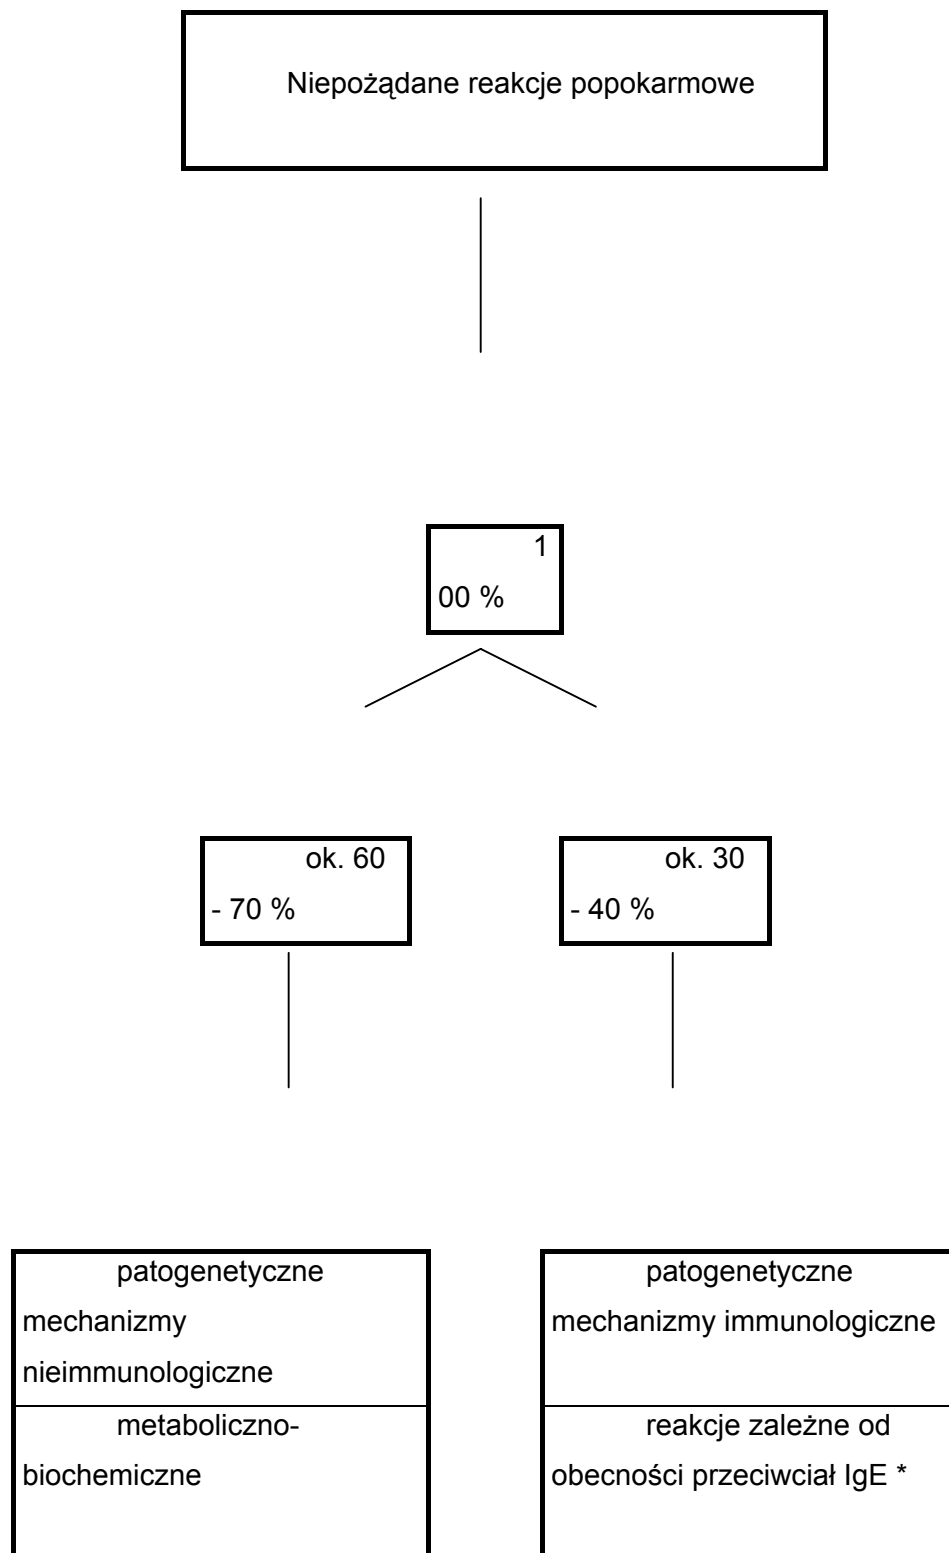 Niepożądane reakcje popokarmowe
1
00 %
ok. 60
- 70 %
ok. 30
- 40 %
patogenetyczne
mechanizmy
nieimmunologiczne
metaboliczno-
biochemiczne
patogenetyczne
mechanizmy immunologiczne
reakcje zależne od
obecności przeciwciał IgE *